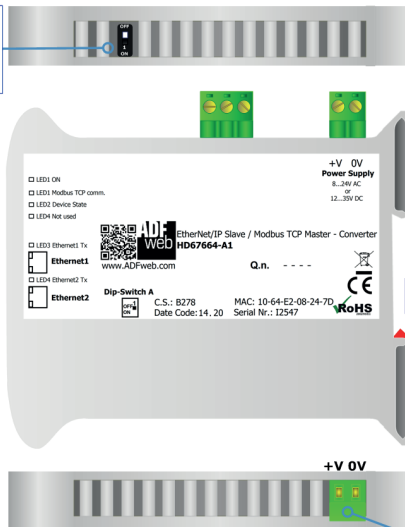 OFF
1
ON
+V 0V
Power Supply
8...24V AC
or
12...35V DC
LED1 ON
LED1 Modbus TCP comm.
LED2 Device State
LED4 Not used
LED3 Ethernet1 Tx
Ethernet1
LED4 Ethernet2 Tx
Ethernet2
ADF
web
www.ADFweb.com
EtherNet/IP Slave / Modbus TCP Master - Converter
HD67664-A1
Q.n. - - - -
CE
RoHS
Dip-Switch A
OFF 1
ON
C.S.: B278
Date Code: 14. 20
MAC: 10-64-E2-08-24-7D
Serial Nr.: I2547
+V 0V